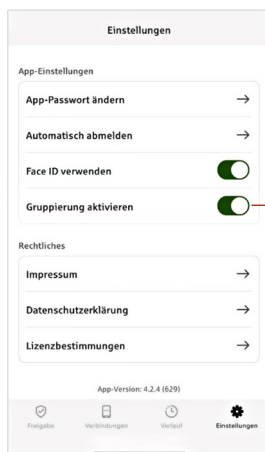 Einstellungen
App-Einstellungen
App-Passwort ändern
Automatisch abmelden
Face ID verwenden
Gruppierung aktivieren
Rechtliches
Impressum
Datenschutzerklärung
Lizenzbestimmungen
App-Version: 4.2.4 (629)
Freigabe Verbindungen Verlauf Einstellungen